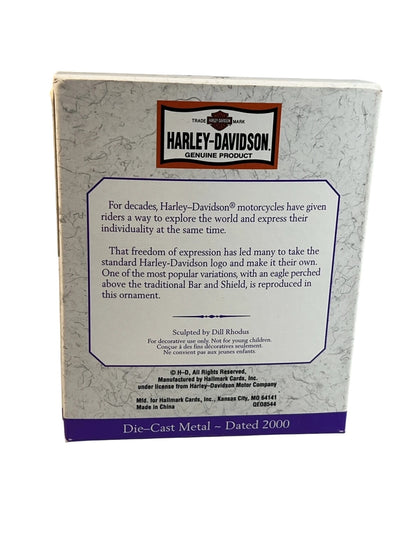 TRADE MARK
HARLEY-DAVIDSON
HARLEY-DAVIDSON.
GENUINE PRODUCT
For decades, Harley–Davidson® motorcycles have given
riders a way to explore the world and express their
individuality at the same time.
That freedom of expression has led many to take the
standard Harley-Davidson logo and make it their own.
One of the most popular variations, with an eagle perched
above the traditional Bar and Shield, is reproduced in
this ornament.
Sculpted by Dill Rhodus
For decorative use only. Not for young children.
Conçue à des fins décoratives seulement.
Ne convient pas aux jeunes enfants.
© H–D, All Rights Reserved,
Manufactured by Hallmark Cards, Inc.,
under license from Harley-Davidson Motor Company
Mfd. for Hallmark Cards, Inc., Kansas City, MO 64141
Made in China QEO8544
Die–Cast Metal ~ Dated 2000